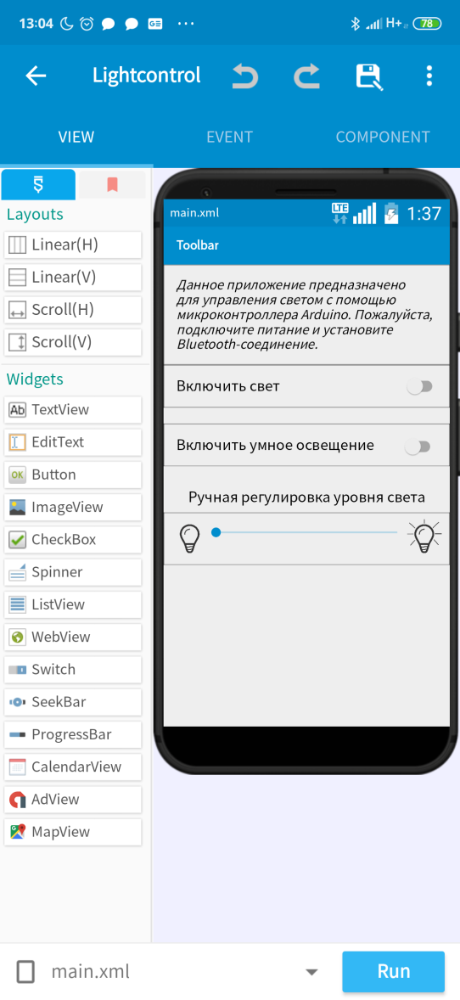 13:04 GE ... H+ 78
Lightcontrol
VIEW EVENT COMPONENT
Layouts
Linear(H)
Linear(V)
Scroll(H)
Scroll(V)
Widgets
Ab TextView
EditText
OK Button
ImageView
CheckBox
Spinner
ListView
WebView
Switch
SeekBar
ProgressBar
CalendarView
AdView
MapView
main.xml LTE 1:37
Toolbar
Данное приложение предназначено
для управления светом с помощью
микроконтроллера Arduino. Пожалуйста,
подключите питание и установите
Bluetooth-соединение.
Включить свет
Включить умное освещение
Ручная регулировка уровня света
main.xml Run